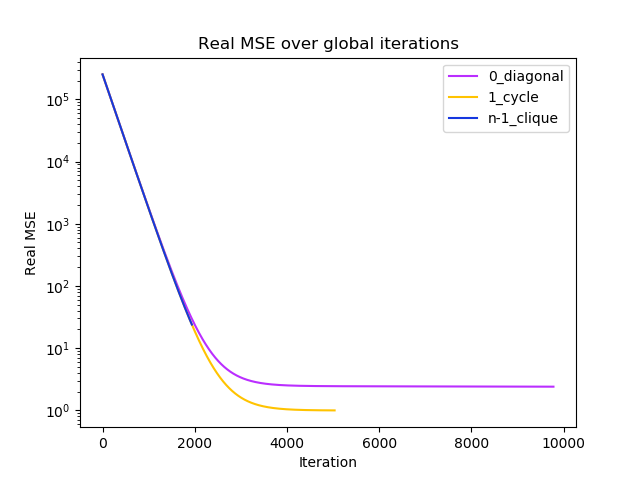 Real MSE over global iterations
0_diagonal
1_cycle
n-1_clique
Real MSE
10^5
10^4
10^3
10^2
10^1
10^0
0 2000 4000 6000 8000 10000
Iteration